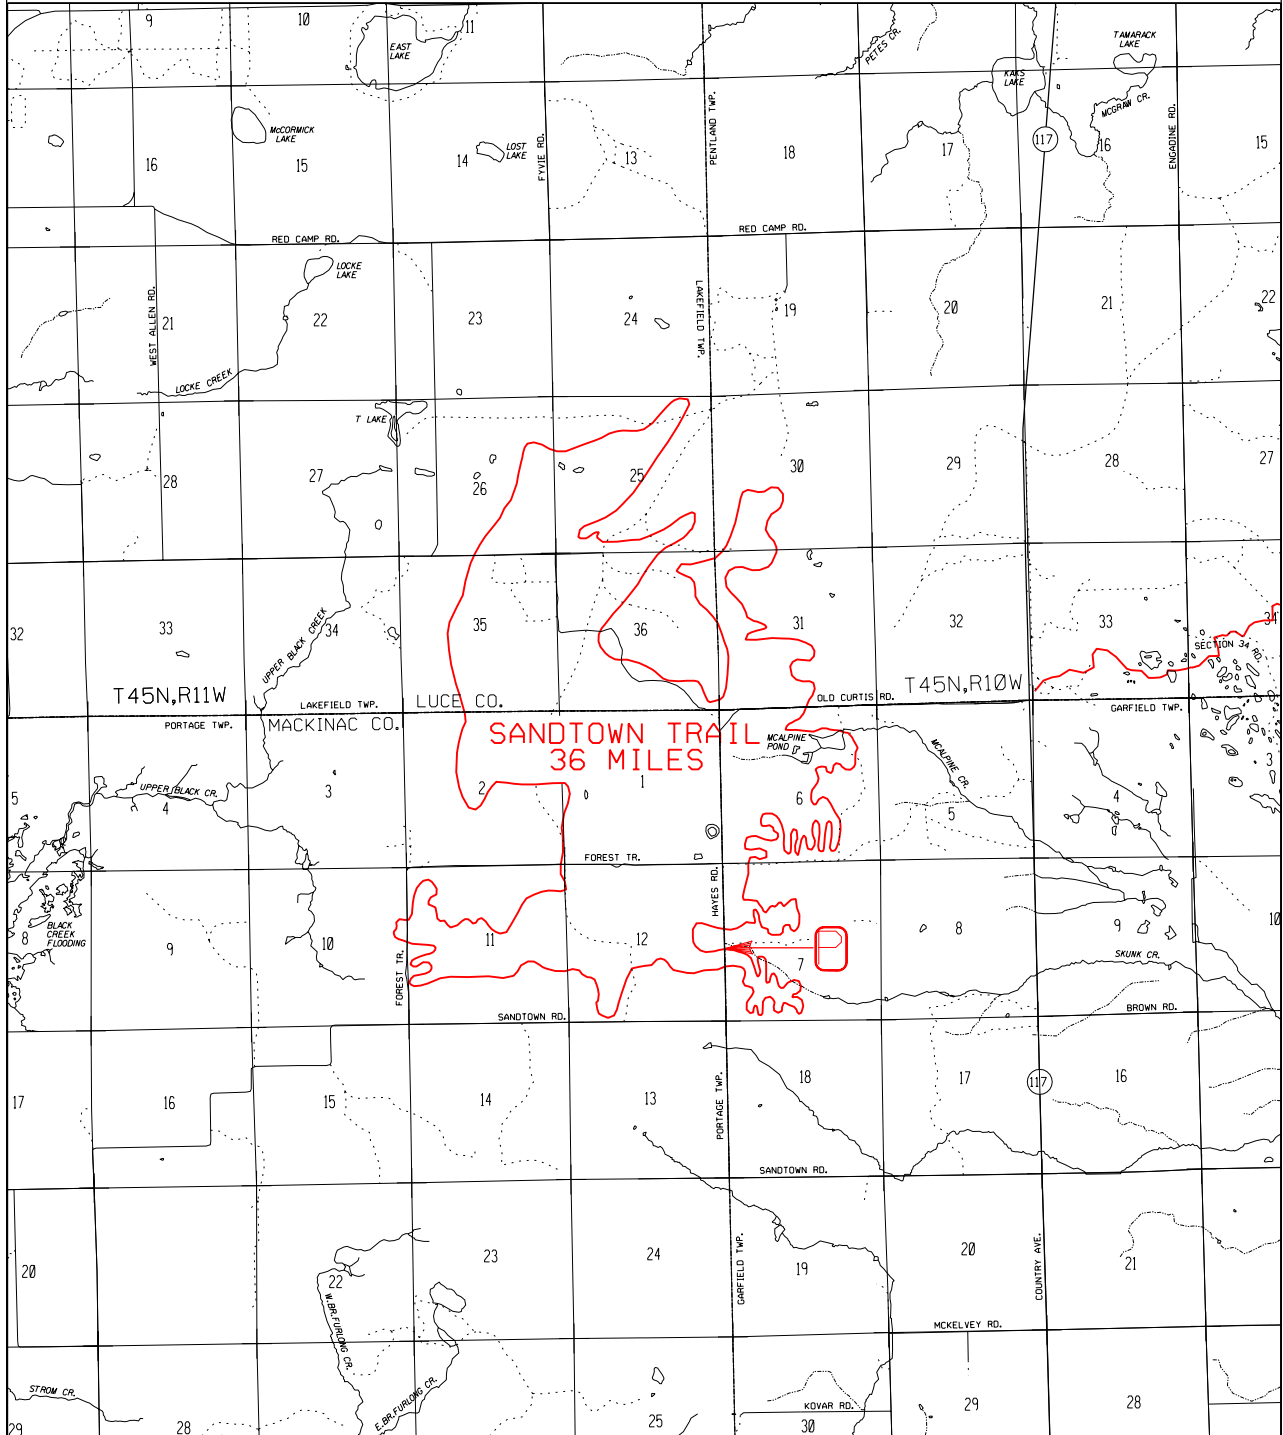 9
10
11
EAST
LAKE
PETES CR.
TAMARACK
LAKE
KAKS
LAKE
MCGRAW CR.
McCORMICK
LAKE
LOST
LAKE
FYVIE RD.
PENTLAND TWP.
117
ENGADINE RD.
16
15
14
13
18
17
16
15
RED CAMP RD.
RED CAMP RD.
LOCKE
LAKE
WEST ALLEN RD.
LAKEFIELD TWP.
21
22
23
24
19
20
21
22
LOCKE CREEK
T LAKE
28
27
26
25
30
29
28
27
32
33
34
35
36
31
32
33
34
UPPER BLACK CREEK
SECTION 34 RD.
T45N,R11W
LAKEFIELD TWP.
LUCE CO.
OLD CURTIS RD.
T45N,R10W
GARFIELD TWP.
PORTAGE TWP.
MACKINAC CO.
SANDTOWN TRAIL
36 MILES
MCALPINE
POND
MCALPINE CR.
UPPER BLACK CR.
5
4
3
2
1
6
5
4
3
FOREST TR.
HAYES RD.
BLACK
CREEK
FLOODING
8
9
10
11
12
7
8
9
10
FOREST TR.
SKUNK CR.
SANDTOWN RD.
BROWN RD.
17
16
15
14
13
18
17
117
16
PORTAGE TWP.
SANDTOWN RD.
20
22
23
24
19
20
21
GARFIELD TWP.
COUNTRY AVE.
W.BR.FURLONG CR.
MCKELVEY RD.
STROM CR.
E.BR.FURLONG CR.
KOVAR RD.
29
28
25
30
29
28